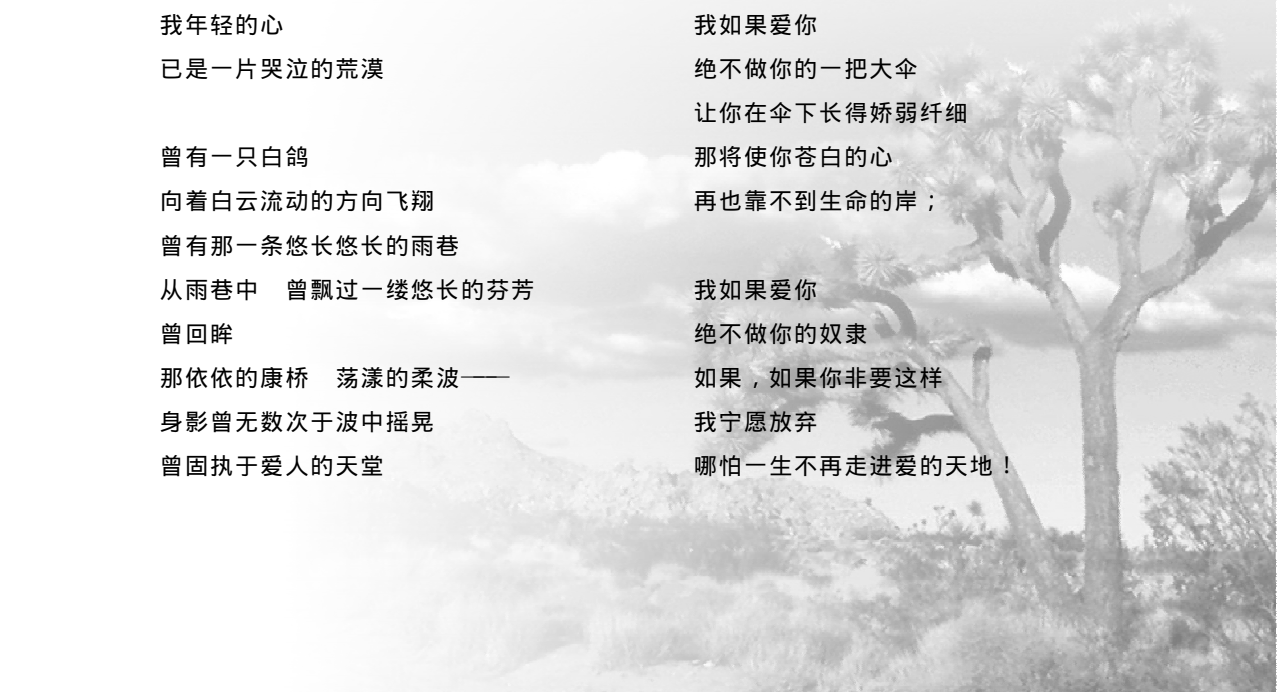 我年轻的心
已是一片哭泣的荒漠
曾有一只白鸽
向着白云流动的方向飞翔
曾有那一条悠长悠长的雨巷
从雨巷中　曾飘过一缕悠长的芬芳
曾回眸
那依依的康桥　荡漾的柔波——
身影曾无数次于波中摇晃
曾固执于爱人的天堂
我如果爱你
绝不做你的一把大伞
让你在伞下长得娇弱纤细
那将使你苍白的心
再也靠不到生命的岸；
我如果爱你
绝不做你的奴隶
如果，如果你非要这样
我宁愿放弃
哪怕一生不再走进爱的天地！